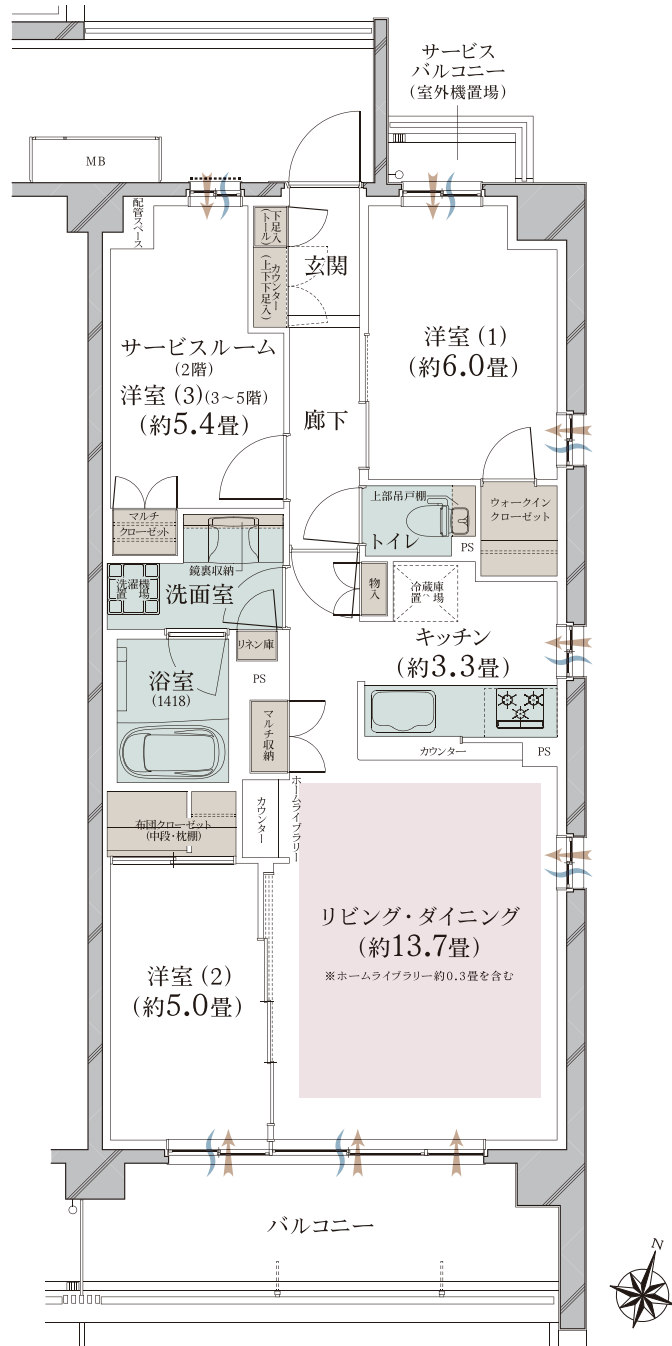 サービス
バルコニー
(室外機置場)
MB
配管スペース
下足入
(トール)
カウンター
(上下下足入)
玄関
サービスルーム
(2階)
洋室(3)(3~5階)
(約5.4畳)
洋室(1)
(約6.0畳)
廊下
マルチ
クローゼット
上部吊戸棚
トイレ
PS
ウォークイン
クローゼット
鏡裏収納
洗濯機
置場
洗面室
物入
冷蔵庫
置場
キッチン
(約3.3畳)
リネン庫
PS
浴室
(1418)
マルチ収納
カウンター
PS
ホームライブラリー
カウンター
布団クローゼット
(中段・枕棚)
リビング・ダイニング
(約13.7畳)
※ホームライブラリー約0.3畳を含む
洋室(2)
(約5.0畳)
バルコニー
N